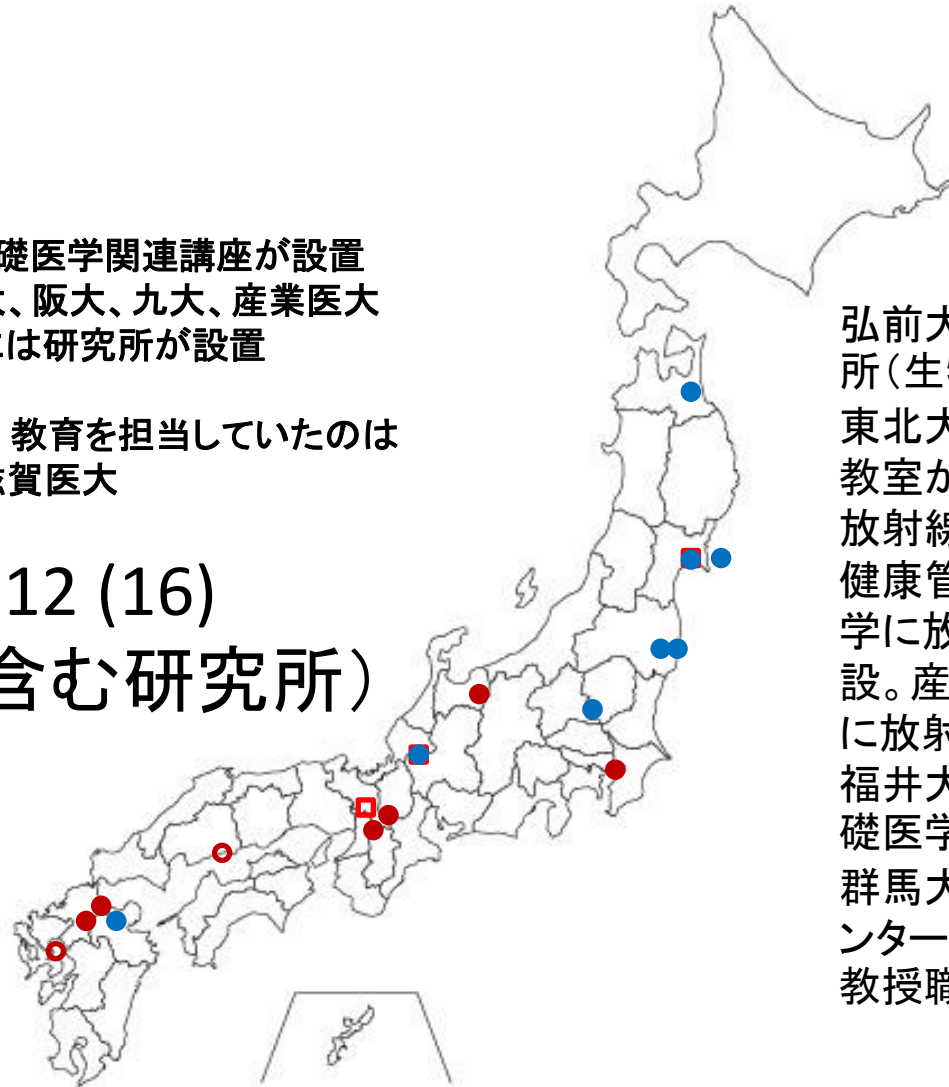 礎医学関連講座が設置
、阪大、九大、産業医大
は研究所が設置
教育を担当していたのは
賀医大
12 (16)
含む研究所)
弘前大
所(生
東北大
教室か
放射線
健康管
学に放
設。産
に放射
福井大
礎医学
群馬大
ンター
教授職